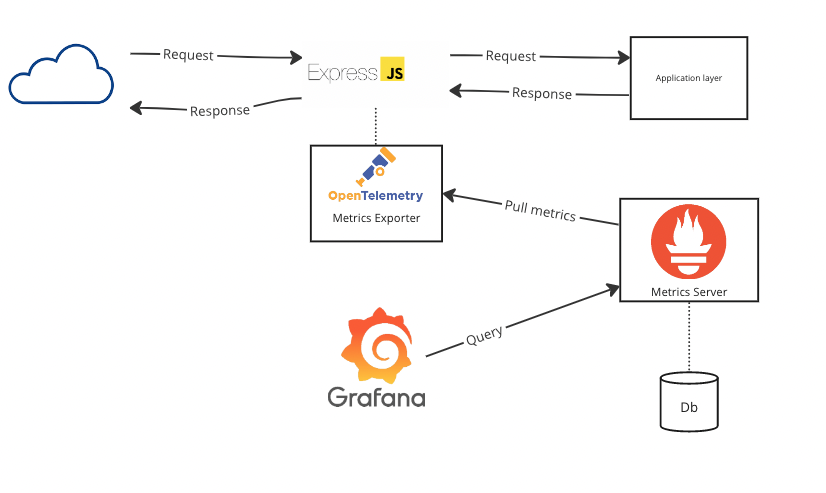 Request
Request
Express JS
Application layer
Response
Response
OpenTelemetry
Metrics Exporter
Pull metrics
Metrics Server
Query
Grafana
Db